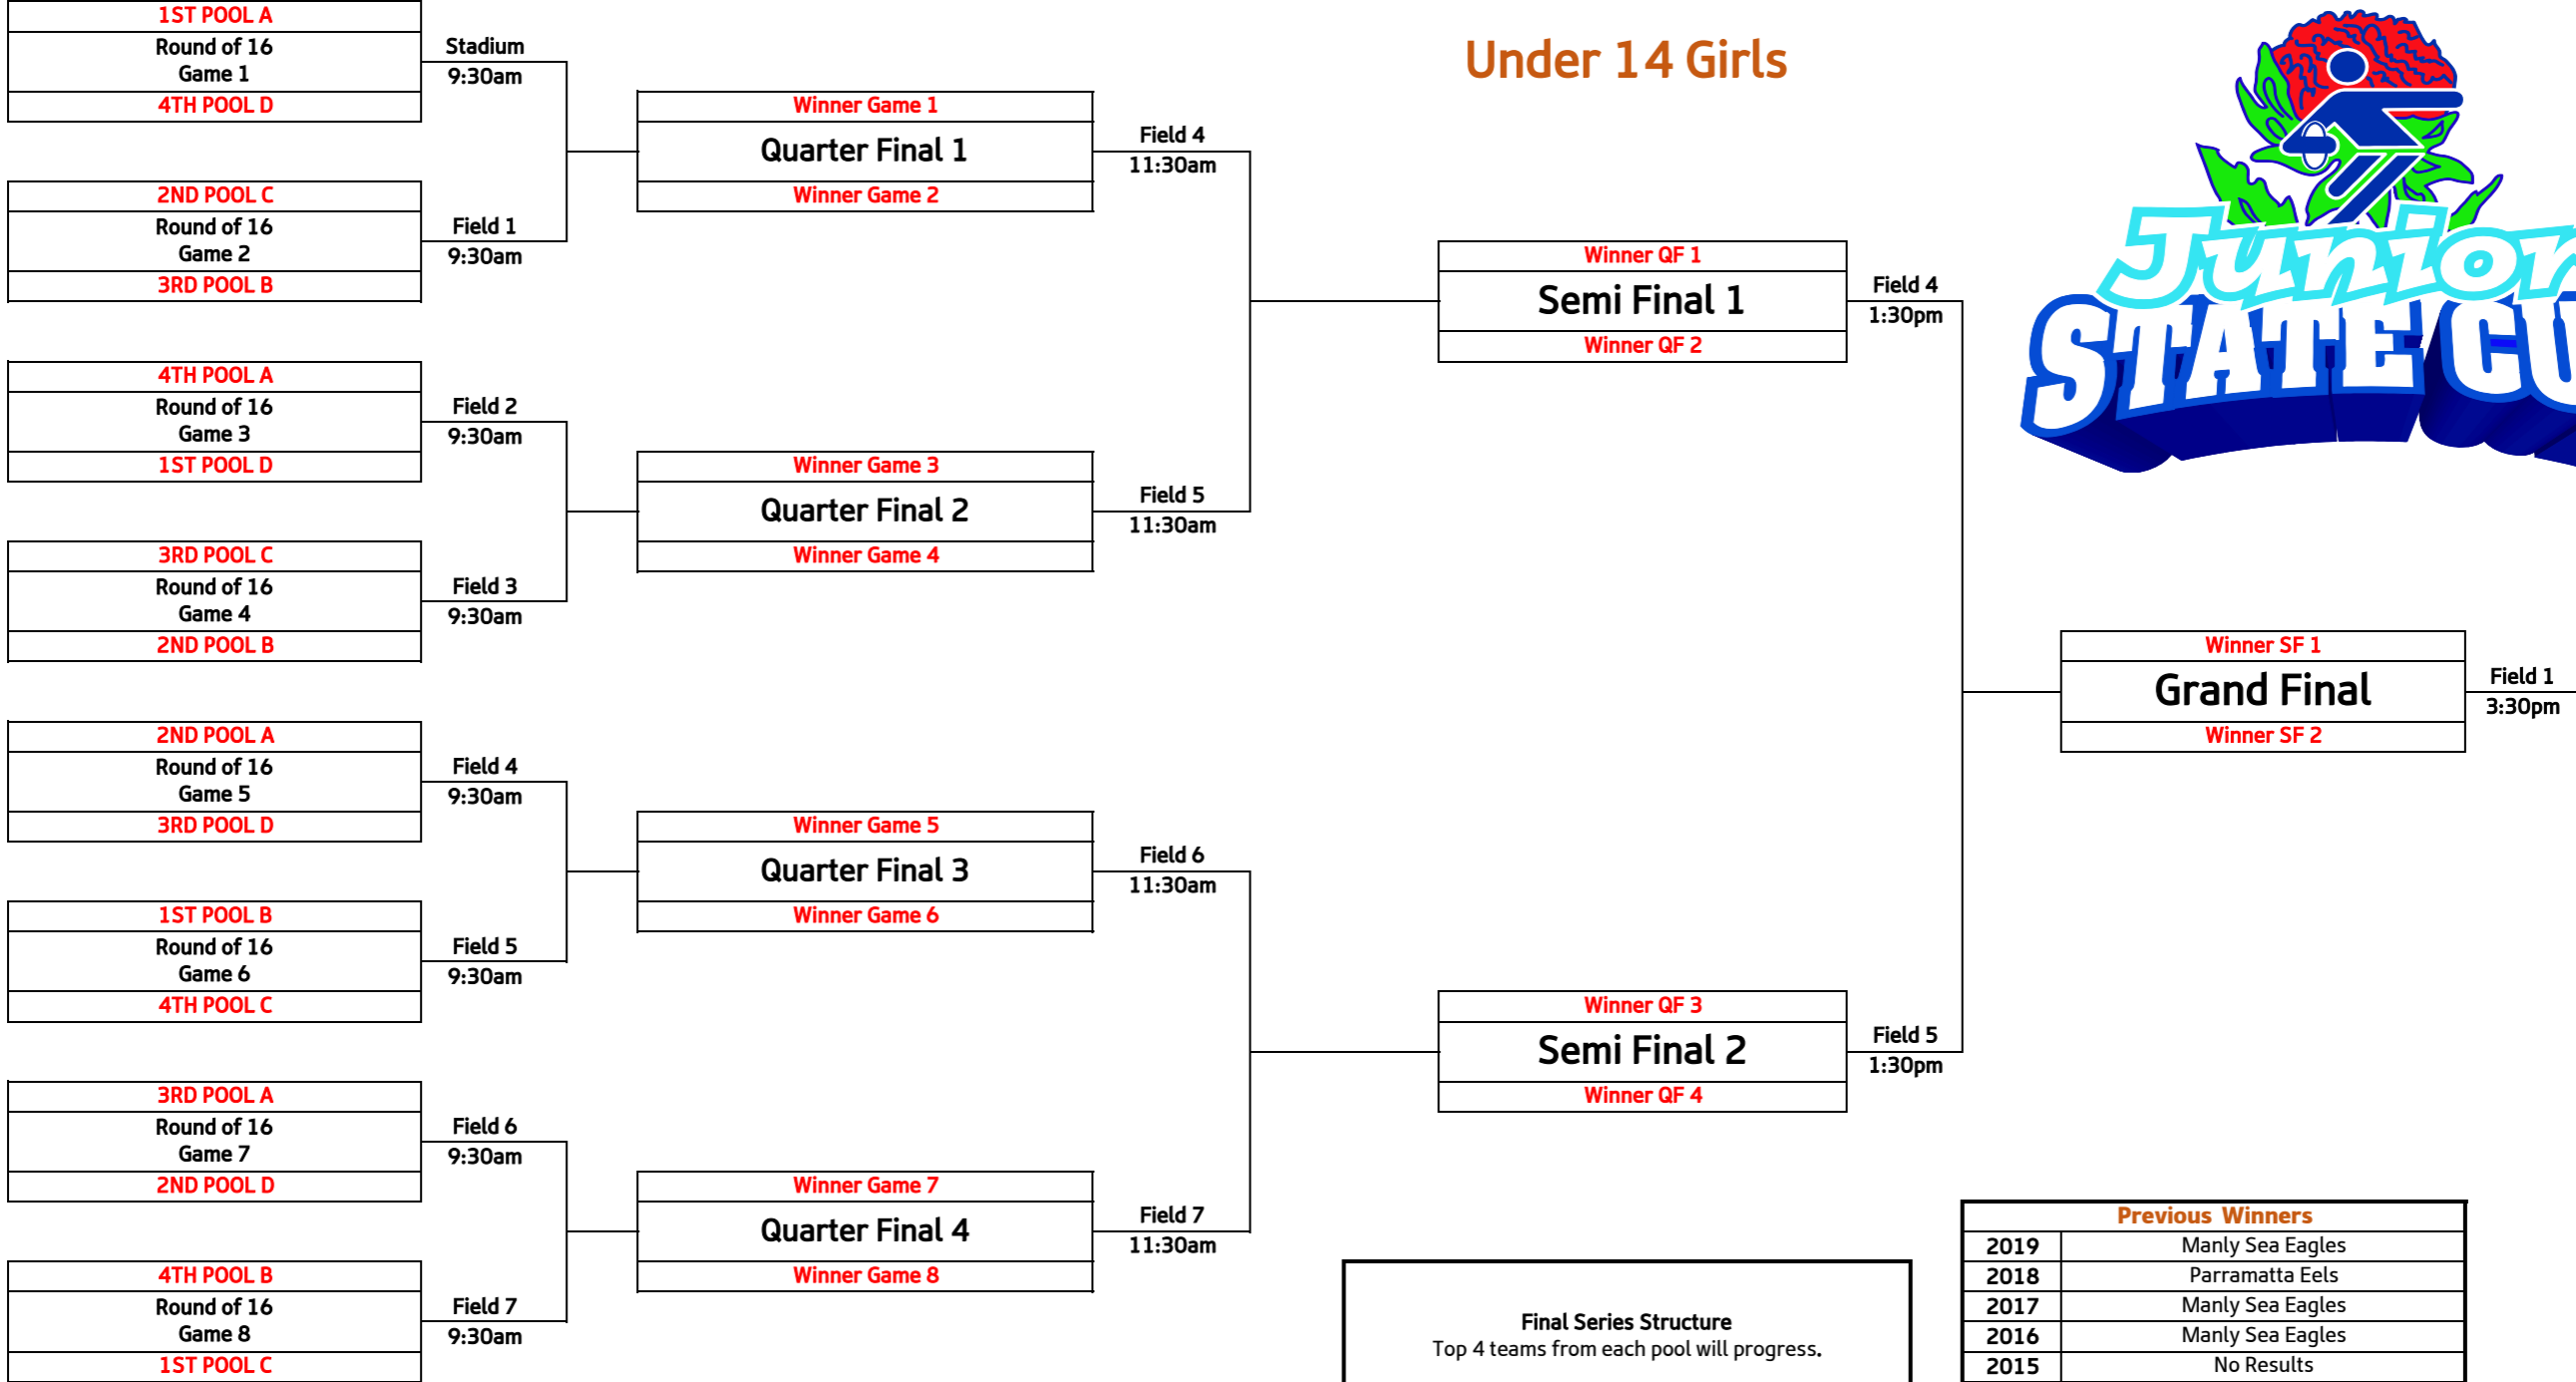 Under 14 Girls
Junior
STATE CU
1ST POOL A
Round of 16
Game 1
4TH POOL D
Stadium
9:30am
2ND POOL C
Round of 16
Game 2
3RD POOL B
Field 1
9:30am
4TH POOL A
Round of 16
Game 3
1ST POOL D
Field 2
9:30am
3RD POOL C
Round of 16
Game 4
2ND POOL B
Field 3
9:30am
2ND POOL A
Round of 16
Game 5
3RD POOL D
Field 4
9:30am
1ST POOL B
Round of 16
Game 6
4TH POOL C
Field 5
9:30am
3RD POOL A
Round of 16
Game 7
2ND POOL D
Field 6
9:30am
4TH POOL B
Round of 16
Game 8
1ST POOL C
Field 7
9:30am
Winner Game 1
Quarter Final 1
Winner Game 2
Field 4
11:30am
Winner Game 3
Quarter Final 2
Winner Game 4
Field 5
11:30am
Winner Game 5
Quarter Final 3
Winner Game 6
Field 6
11:30am
Winner Game 7
Quarter Final 4
Winner Game 8
Field 7
11:30am
Winner QF 1
Semi Final 1
Winner QF 2
Field 4
1:30pm
Winner QF 3
Semi Final 2
Winner QF 4
Field 5
1:30pm
Winner SF 1
Grand Final
Winner SF 2
Field 1
3:30pm
Final Series Structure
Top 4 teams from each pool will progress.
Previous Winners
2019 Manly Sea Eagles
2018 Parramatta Eels
2017 Manly Sea Eagles
2016 Manly Sea Eagles
2015 No Results